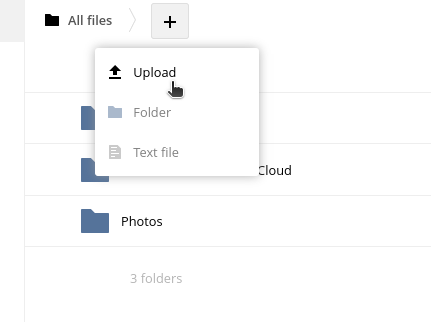 All files
+
Upload
Folder
Text file
Cloud
Photos
3 folders